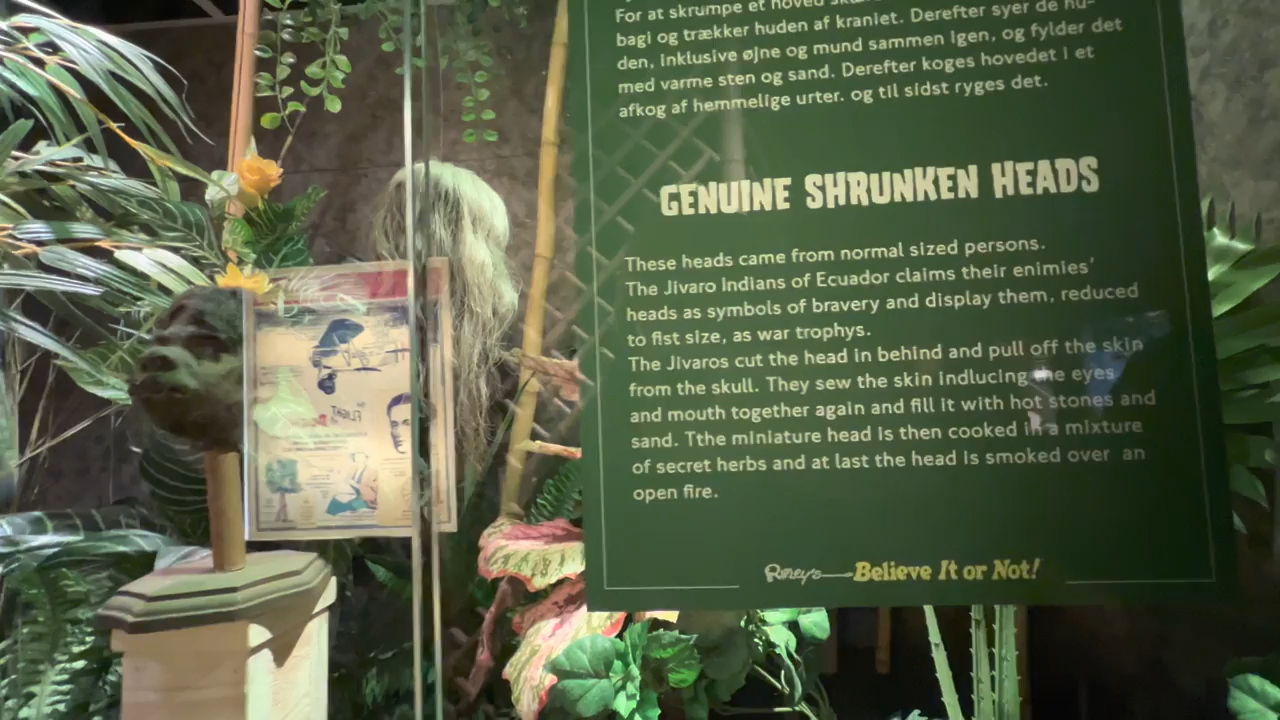 For at skrumpe et hoved
bagi og trækker huden af kraniet. Derefter syer de hu-
den, inklusive øjne og mund sammen igen, og fylder det
med varme sten og sand. Derefter koges hovedet i et
afkog af hemmelige urter. og til sidst ryges det.
GENUINE SHRUNKEN HEADS
These heads came from normal sized persons.
The Jivaro Indians of Ecuador claims their enimies'
heads as symbols of bravery and display them, reduced
to fist size, as war trophys.
The Jivaros cut the head in behind and pull off the skin
from the skull. They sew the skin indlucing the eyes
and mouth together again and fill it with hot stones and
sand. Tthe miniature head is then cooked in a mixture
of secret herbs and at last the head is smoked over an
open fire.
Ripley's Believe It or Not!
FLIGHT